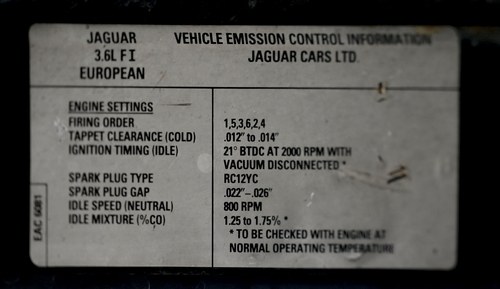 JAGUAR VEHICLE EMISSION CONTROL INFORMATION
3.6L F I JAGUAR CARS LTD
EUROPEAN
ENGINE SETTINGS
FIRING ORDER 1,5,3,6,2,4
TAPPET CLEARANCE (COLD) .012" to .014"
IGNITION TIMING (IDLE) 21° BTDC AT 2000 RPM WITH
VACUUM DISCONNECTED *
SPARK PLUG TYPE RC12YC
SPARK PLUG GAP .022"-.026"
IDLE SPEED (NEUTRAL) 800 RPM
IDLE MIXTURE (%CO) 1.25 to 1.75% *
* TO BE CHECKED WITH ENGINE AT
NORMAL OPERATING TEMPERATURE
EAC 6081